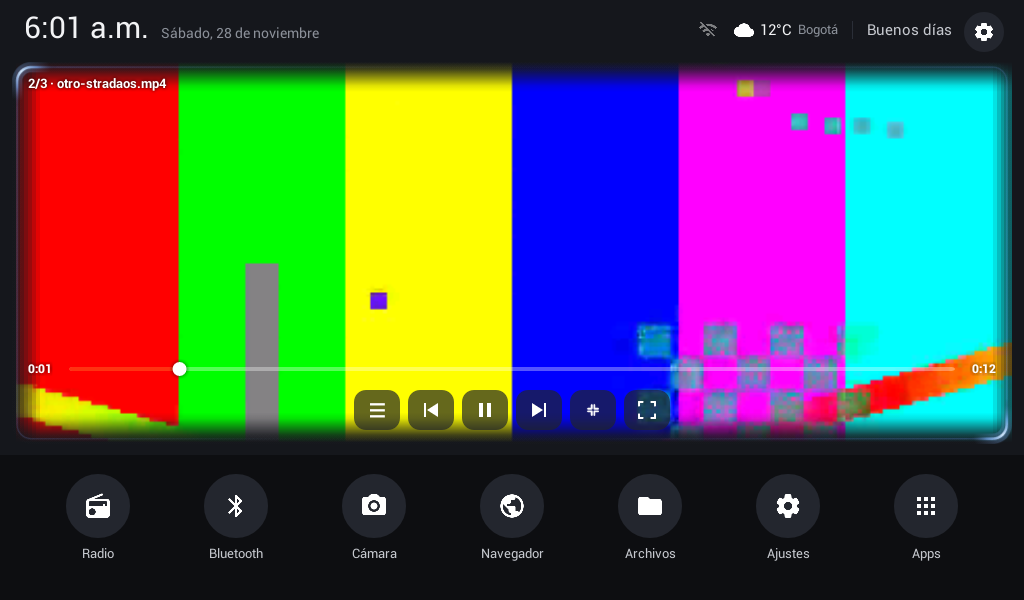 6:01 a.m.
Sábado, 28 de noviembre
12°C Bogotá
Buenos días
2/3 · otro-stradaos.mp4
0:01
0:12
Radio
Bluetooth
Cámara
Navegador
Archivos
Ajustes
Apps